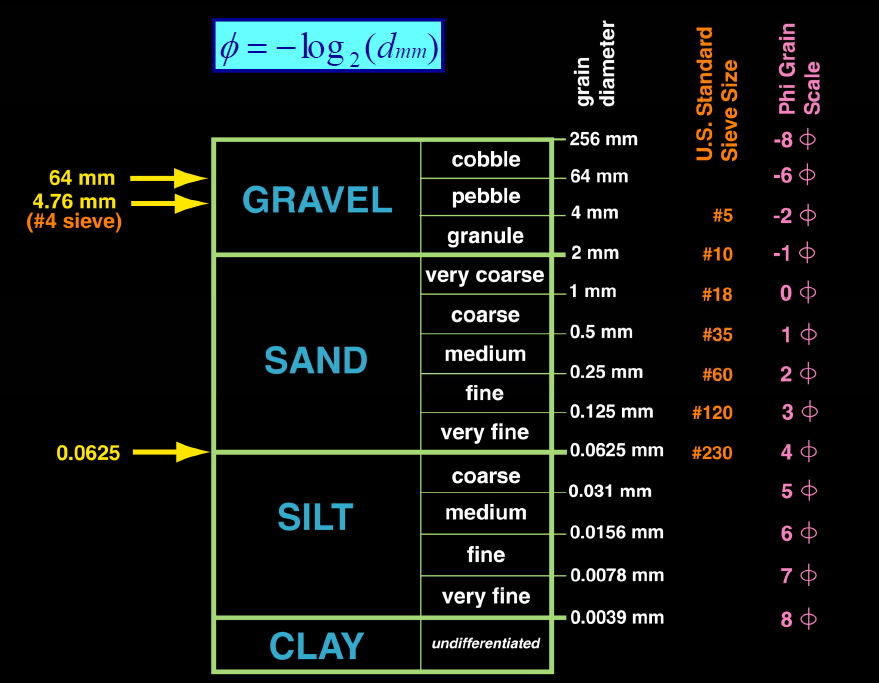 ϕ = −log₂(dmm)
grain diameter
U.S. Standard Sieve Size
Phi Grain Scale
256 mm
-8 ϕ
cobble
64 mm
64 mm
-6 ϕ
4.76 mm
(#4 sieve)
GRAVEL
pebble
4 mm
#5
-2 ϕ
granule
2 mm
#10
-1 ϕ
very coarse
1 mm
#18
0 ϕ
coarse
0.5 mm
#35
1 ϕ
SAND
medium
0.25 mm
#60
2 ϕ
fine
0.125 mm
#120
3 ϕ
very fine
0.0625
0.0625 mm
#230
4 ϕ
coarse
0.031 mm
5 ϕ
SILT
medium
0.0156 mm
6 ϕ
fine
0.0078 mm
7 ϕ
very fine
0.0039 mm
8 ϕ
CLAY
undifferentiated